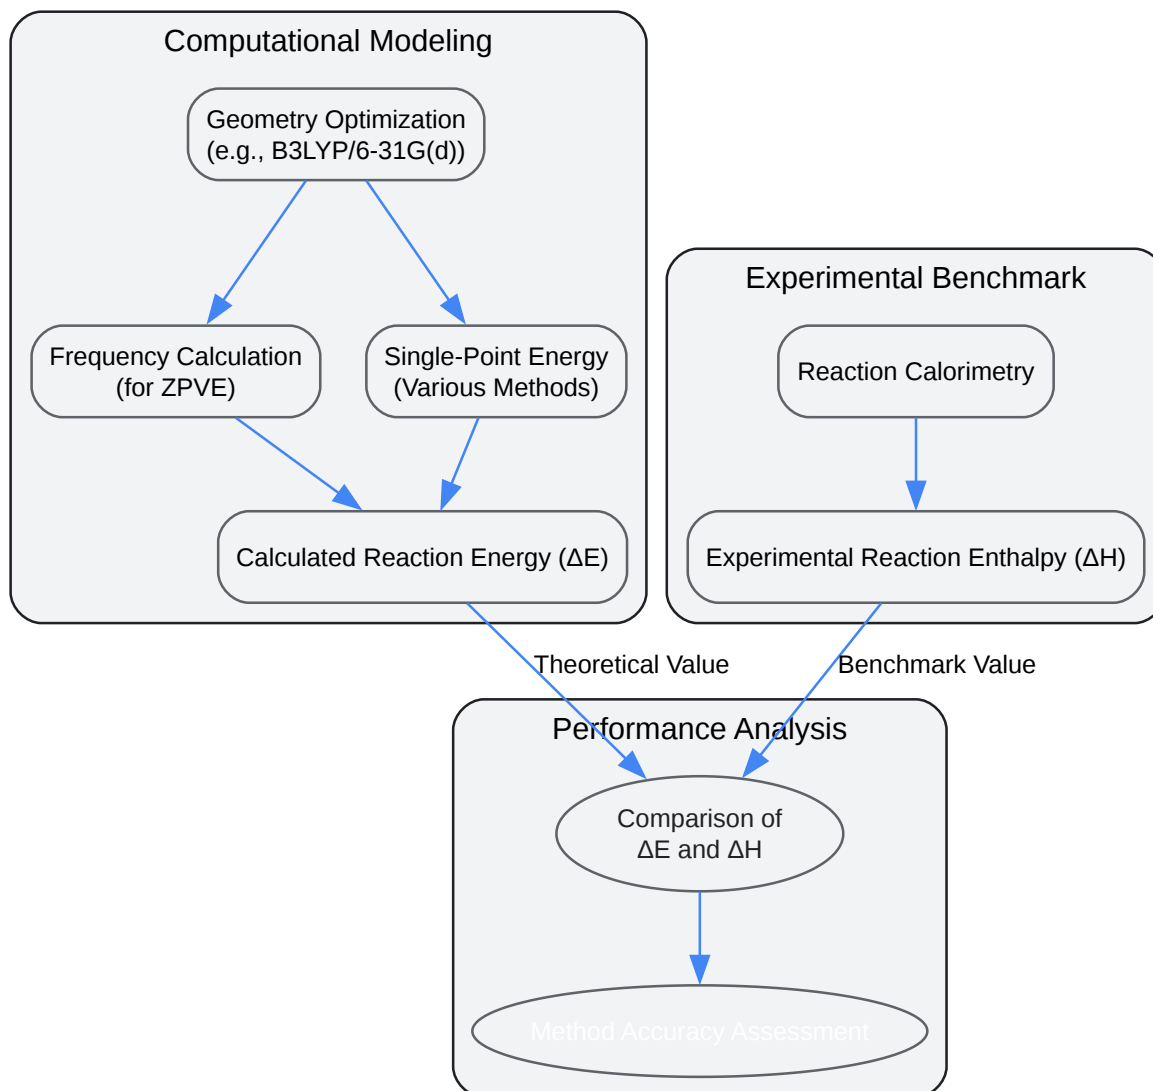 Computational Modeling
Geometry Optimization
(e.g., B3LYP/6-31G(d))
Frequency Calculation
(for ZPVE)
Single-Point Energy
(Various Methods)
Calculated Reaction Energy (ΔE)
Experimental Benchmark
Reaction Calorimetry
Experimental Reaction Enthalpy (ΔH)
Theoretical Value
Benchmark Value
Performance Analysis
Comparison of
ΔE and ΔH
Method Accuracy Assessment